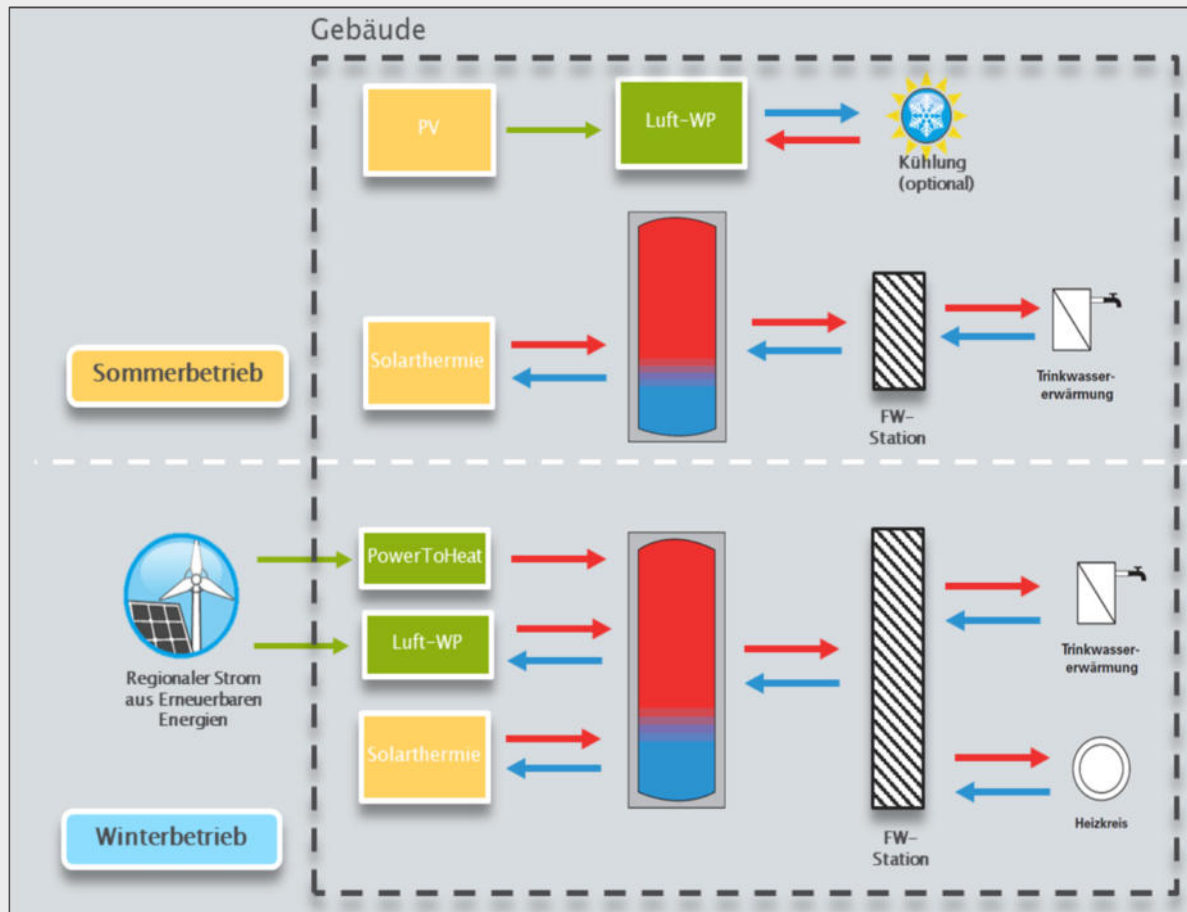 Gebäude
PV
Luft-WP
Kühlung
(optional)
Sommerbetrieb
Solarthermie
FW-
Station
Trinkwasser-
erwärmung
PowerToHeat
Luft-WP
Regionaler Strom
aus Erneuerbaren
Energien
Solarthermie
Trinkwasser-
erwärmung
Winterbetrieb
FW-
Station
Heizkreis